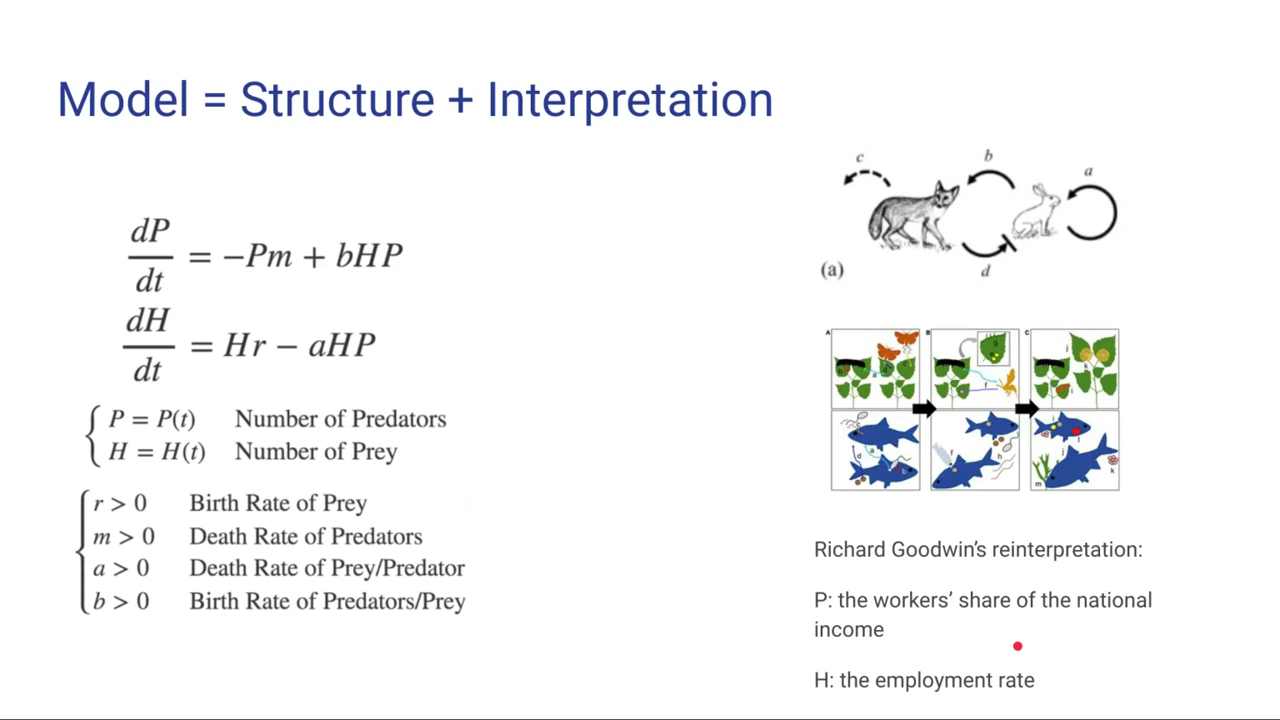 Model = Structure + Interpretation
dP/dt = −Pm + bHP
dH/dt = Hr − aHP
P = P(t) Number of Predators
H = H(t) Number of Prey
r > 0 Birth Rate of Prey
m > 0 Death Rate of Predators
a > 0 Death Rate of Prey/Predator
b > 0 Birth Rate of Predators/Prey
c
b
a
d
(a)
A
B
C
Richard Goodwin’s reinterpretation:
P: the workers’ share of the national
income
H: the employment rate